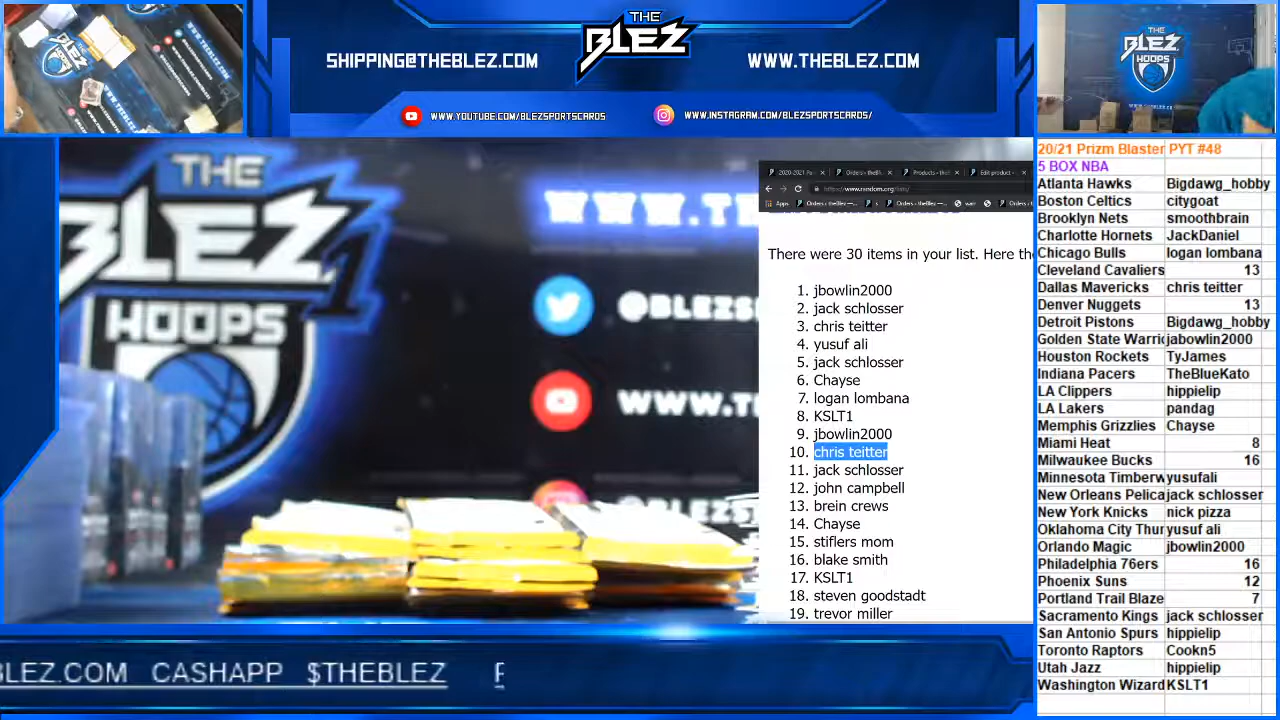 THE
BLEZ
SHIPPING@THEBLEZ.COM
WWW.THEBLEZ.COM
WWW.YOUTUBE.COM/BLEZSPORTSCARDS
WWW.INSTAGRAM.COM/BLEZSPORTSCARDS/
BLEZ
HOOPS
THE
BLEZ
1
HOOPS
WWW.T
@BLEZS
WWW.T
@BLEZS
https://www.random.org/lists/
Apps
There were 30 items in your list. Here the
1. jbowlin2000
2. jack schlosser
3. chris teitter
4. yusuf ali
5. jack schlosser
6. Chayse
7. logan lombana
8. KSLT1
9. jbowlin2000
10. chris teitter
11. jack schlosser
12. john campbell
13. brein crews
14. Chayse
15. stiflers mom
16. blake smith
17. KSLT1
18. steven goodstadt
19. trevor miller
20/21 Prizm Blaster PYT #48
5 BOX NBA
Atlanta Hawks Bigdawg_hobby
Boston Celtics citygoat
Brooklyn Nets smoothbrain
Charlotte Hornets JackDaniel
Chicago Bulls logan lombana
Cleveland Cavaliers 13
Dallas Mavericks chris teitter
Denver Nuggets 13
Detroit Pistons Bigdawg_hobby
Golden State Warri jabowlin2000
Houston Rockets TyJames
Indiana Pacers TheBlueKato
LA Clippers hippielip
LA Lakers pandag
Memphis Grizzlies Chayse
Miami Heat 8
Milwaukee Bucks 16
Minnesota Timberw yusufali
New Orleans Pelica jack schlosser
New York Knicks nick pizza
Oklahoma City Thur yusuf ali
Orlando Magic jbowlin2000
Philadelphia 76ers 16
Phoenix Suns 12
Portland Trail Blaze 7
Sacramento Kings jack schlosser
San Antonio Spurs hippielip
Toronto Raptors Cookn5
Utah Jazz hippielip
Washington Wizard KSLT1
LEZ.COM CASHAPP $THEBLEZ